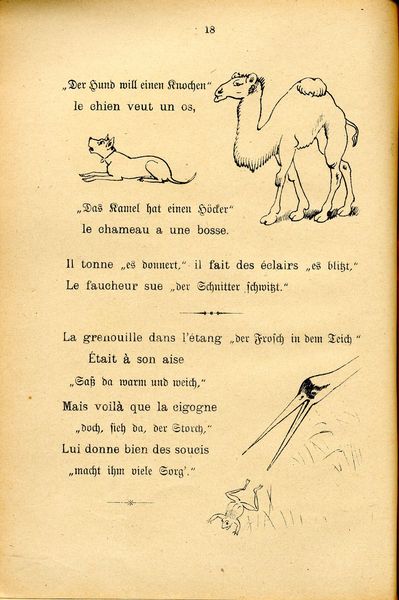 18
„Der Hund will einen Knochen“
le chien veut un os,
„Das Kamel hat einen Höcker“
le chameau a une bosse.
Il tonne „es donnert,“ il fait des éclairs „es blitzt,“
Le faucheur sue „der Schnitter schwitzt.“
La grenouille dans l'étang „der Frosch in dem Teich“
Était à son aise
„Saß da warm und weich,“
Mais voilà que la cigogne
„doch, sieh da, der Storch,“
Lui donne bien des soucis
„macht ihm viele Sorg'.“